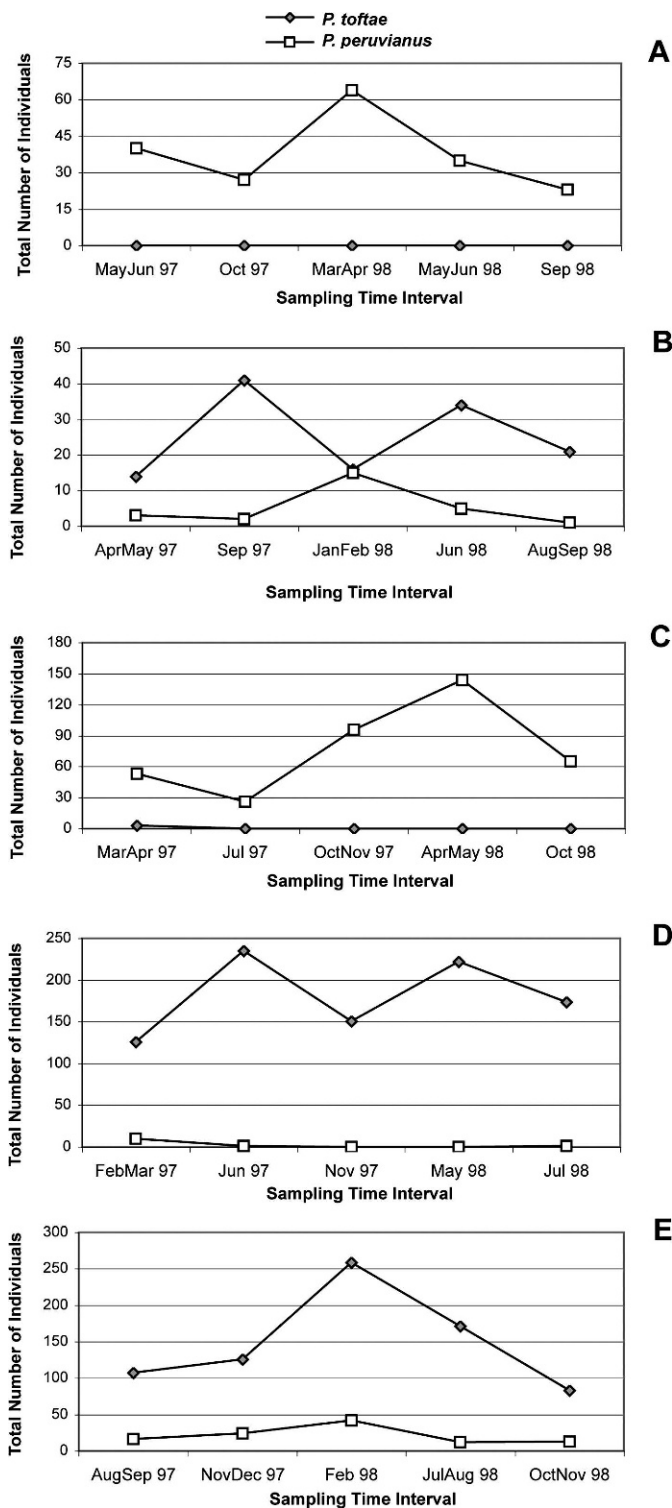 P. toftae
P. peruvianus
A
Total Number of Individuals
75
60
45
30
15
0
MayJun 97 Oct 97 MarApr 98 MayJun 98 Sep 98
Sampling Time Interval
B
Total Number of Individuals
50
40
30
20
10
0
AprMay 97 Sep 97 JanFeb 98 Jun 98 AugSep 98
Sampling Time Interval
C
Total Number of Individuals
180
150
120
90
60
30
0
MarApr 97 Jul 97 OctNov 97 AprMay 98 Oct 98
Sampling Time Interval
D
Total Number of Individuals
250
200
150
100
50
0
FebMar 97 Jun 97 Nov 97 May 98 Jul 98
Sampling Time Interval
E
Total Number of Individuals
300
250
200
150
100
50
0
AugSep 97 NovDec 97 Feb 98 JulAug 98 OctNov 98
Sampling Time Interval